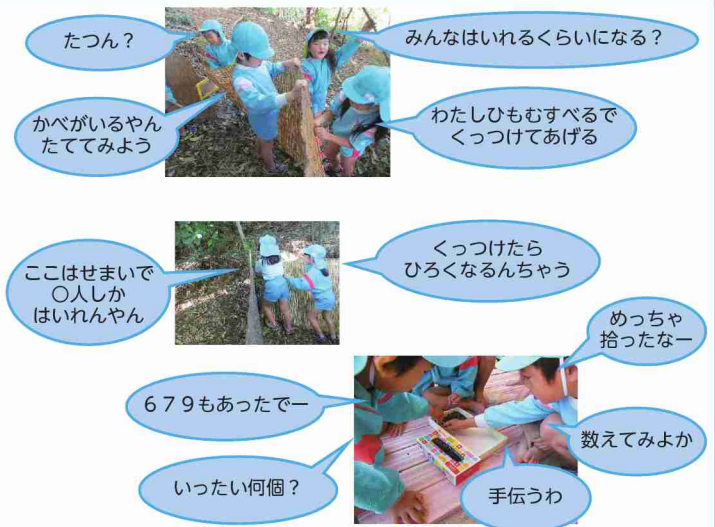 たつん？
みんなはいれるくらいになる？
かべがいるやん
たててみよう
わたしひもむすべるで
くっつけてあげる
ここはせまいで
〇人しか
はいれんやん
くっつけたら
ひろくなるんちゃう
めっちゃ
拾ったなー
６７９もあったでー
数えてみよか
いったい何個？
手伝うわ